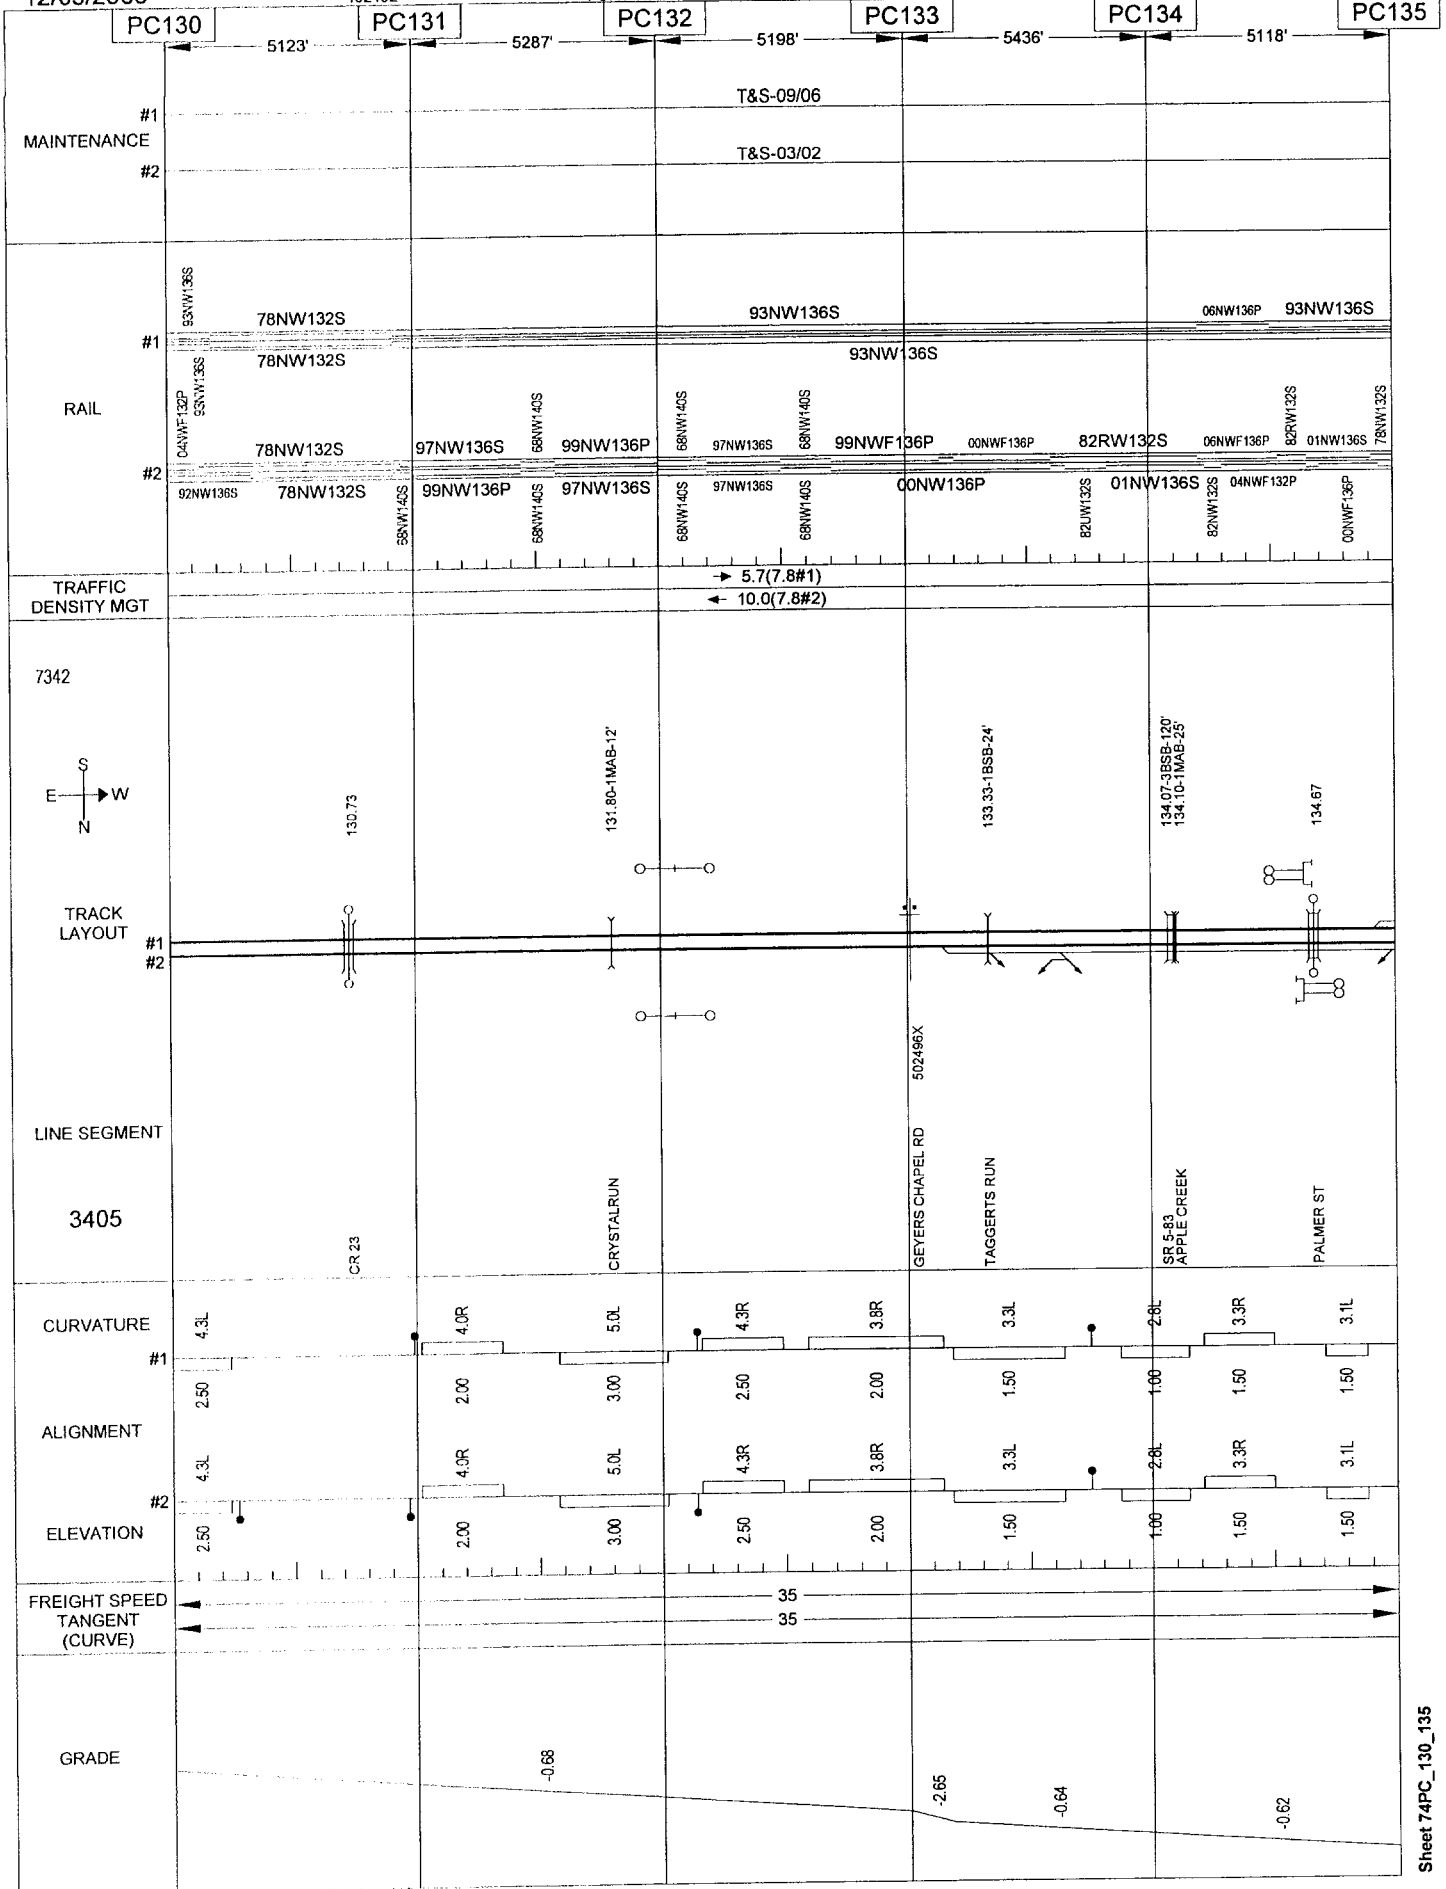 PC130 PC131 PC132 PC133 PC134 PC135
5123' 5287' 5198' 5436' 5118'
MAINTENANCE
#1 T&S-09/06
#2 T&S-03/02
RAIL
93NW136S 78NW132S 93NW136S 06NW136P 93NW136S
#1
78NW132S 93NW136S
93NW136S
04NWF132P 78NW132S 97NW136S 68NW140S 99NW136P 68NW140S 97NW136S 68NW140S 99NWF136P 00NWF136P 82RW132S 06NWF136P 82RW132S 01NW136S 78NW132S
#2
92NW136S 78NW132S 68NW140S 99NW136P 68NW140S 97NW136S 68NW140S 97NW136S 68NW140S 00NW136P 82UW132S 01NW136S 82NW132S 04NWF132P 00NWF136P
TRAFFIC
DENSITY MGT
5.7(7.8#1)
10.0(7.8#2)
7342
S
E W
N
130.73
131.80-1MAB-12'
133.33-1BSB-24'
134.07-3BSB-120'
134.10-1MAB-25'
134.67
TRACK
LAYOUT
#1
#2
502496X
LINE SEGMENT
3405
CR 23
CRYSTALRUN
GEYERS CHAPEL RD
TAGGERTS RUN
SR 5-83
APPLE CREEK
PALMER ST
CURVATURE
4.3L 4.0R 5.0L 4.3R 3.8R 3.3L 2.8L 3.3R 3.1L
#1
2.50 2.00 3.00 2.50 2.00 1.50 1.00 1.50 1.50
ALIGNMENT
4.3L 4.0R 5.0L 4.3R 3.8R 3.3L 2.8L 3.3R 3.1L
#2
ELEVATION
2.50 2.00 3.00 2.50 2.00 1.50 1.00 1.50 1.50
FREIGHT SPEED
TANGENT
(CURVE)
35
35
GRADE
-0.68
-2.65
-0.64
-0.62
Sheet 74PC_130_135